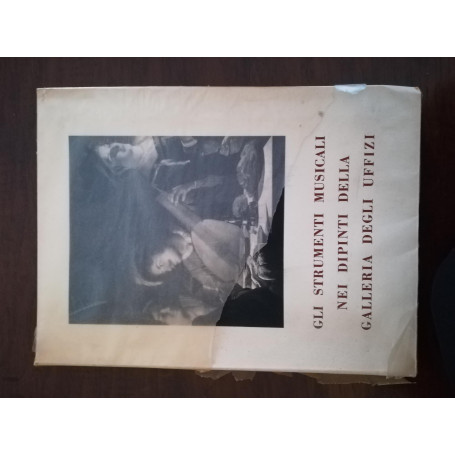 GLI STRUMENTI MUSICALI
NEI DIPINTI DELLA
GALLERIA DEGLI UFFIZI